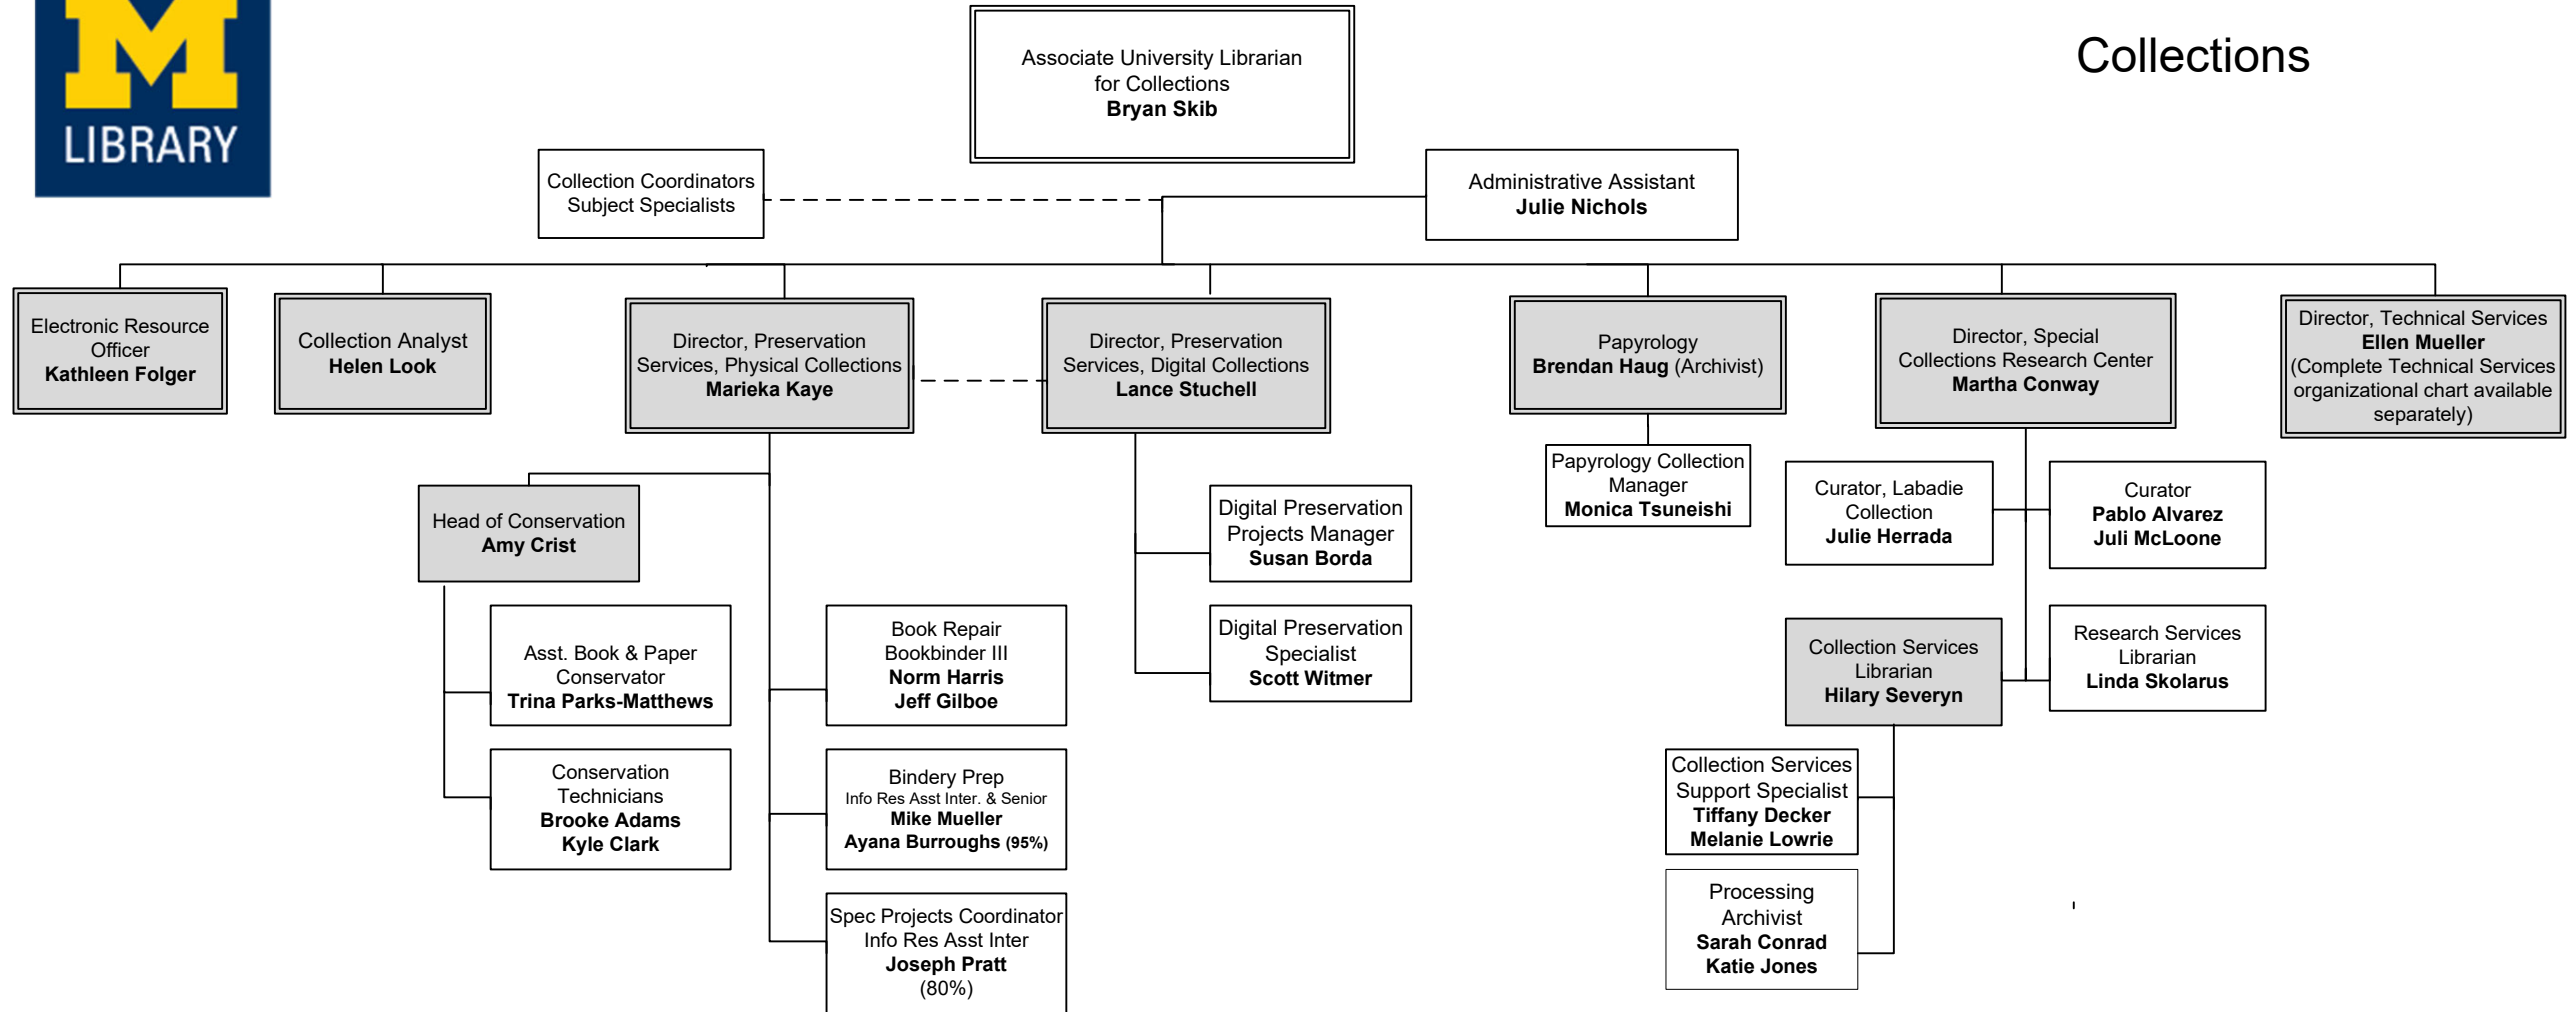 M
LIBRARY
Collections
Associate University Librarian
for Collections
Bryan Skib
Collection Coordinators
Subject Specialists
Administrative Assistant
Julie Nichols
Electronic Resource
Officer
Kathleen Folger
Collection Analyst
Helen Look
Director, Preservation
Services, Physical Collections
Marieka Kaye
Director, Preservation
Services, Digital Collections
Lance Stuchell
Papyrology
Brendan Haug (Archivist)
Director, Special
Collections Research Center
Martha Conway
Director, Technical Services
Ellen Mueller
(Complete Technical Services
organizational chart available
separately)
Head of Conservation
Amy Crist
Asst. Book & Paper
Conservator
Trina Parks-Matthews
Conservation
Technicians
Brooke Adams
Kyle Clark
Book Repair
Bookbinder III
Norm Harris
Jeff Gilboe
Bindery Prep
Info Res Asst Inter. & Senior
Mike Mueller
Ayana Burroughs (95%)
Spec Projects Coordinator
Info Res Asst Inter
Joseph Pratt
(80%)
Digital Preservation
Projects Manager
Susan Borda
Digital Preservation
Specialist
Scott Witmer
Papyrology Collection
Manager
Monica Tsuneishi
Curator, Labadie
Collection
Julie Herrada
Curator
Pablo Alvarez
Juli McLoone
Collection Services
Librarian
Hilary Severyn
Research Services
Librarian
Linda Skolarus
Collection Services
Support Specialist
Tiffany Decker
Melanie Lowrie
Processing
Archivist
Sarah Conrad
Katie Jones